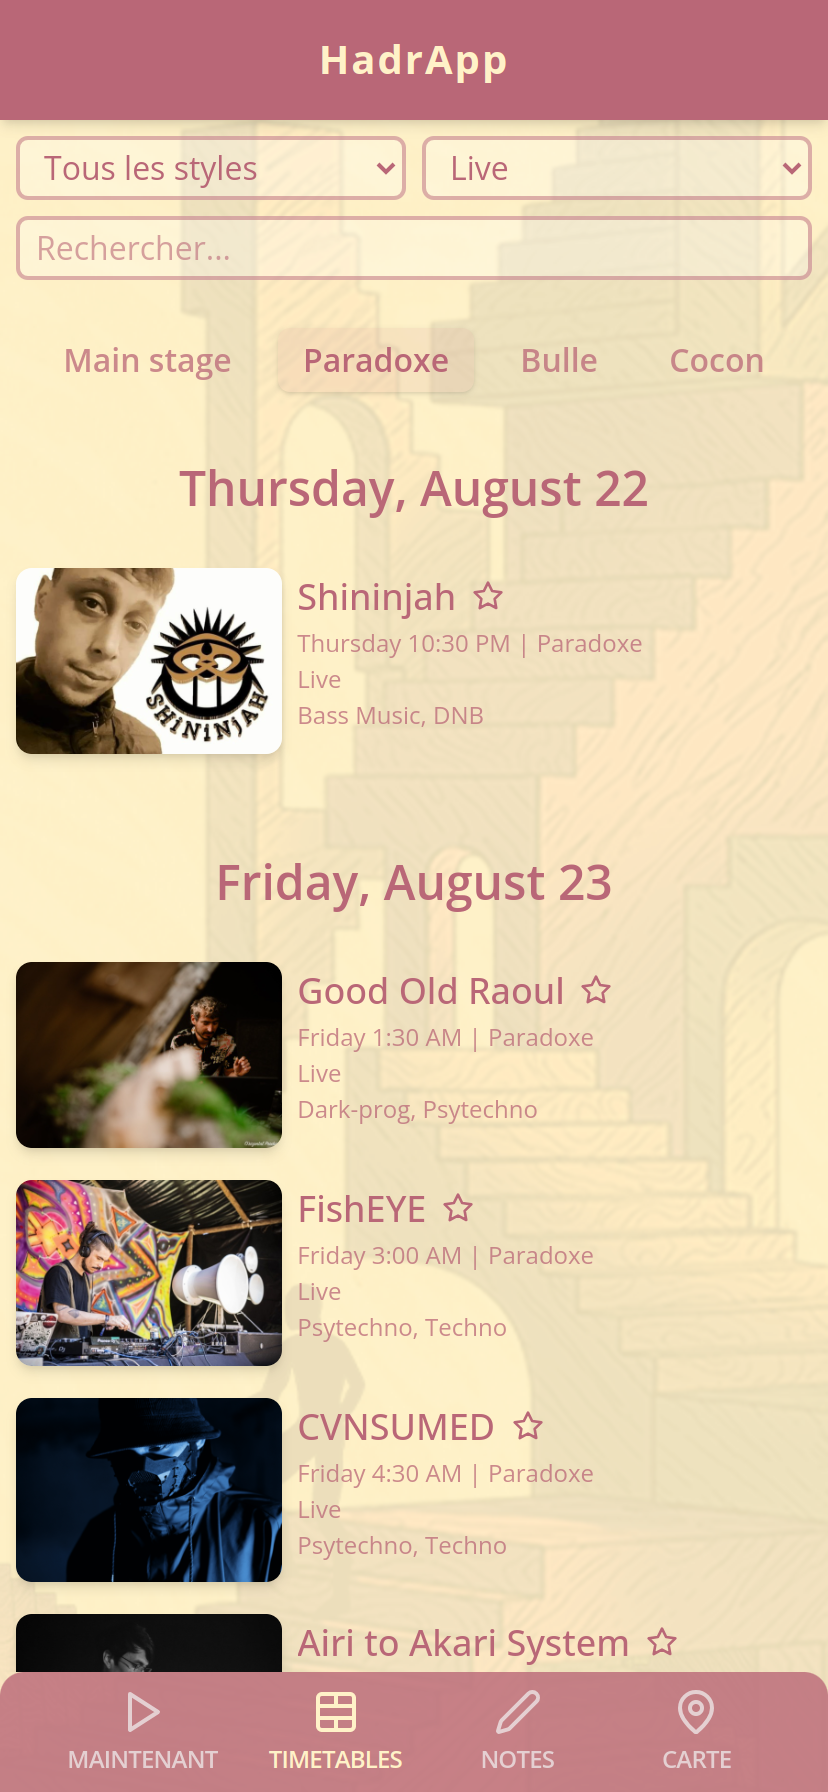 HadrApp
Tous les styles
Live
Rechercher...
Main stage
Paradoxe
Bulle
Cocon
Thursday, August 22
SHININJAH
Shininjah
Thursday 10:30 PM | Paradoxe
Live
Bass Music, DNB
Friday, August 23
Good Old Raoul
Friday 1:30 AM | Paradoxe
Live
Dark-prog, Psytechno
FishEYE
Friday 3:00 AM | Paradoxe
Live
Psytechno, Techno
CVNSUMED
Friday 4:30 AM | Paradoxe
Live
Psytechno, Techno
Airi to Akari System
MAINTENANT
TIMETABLES
NOTES
CARTE